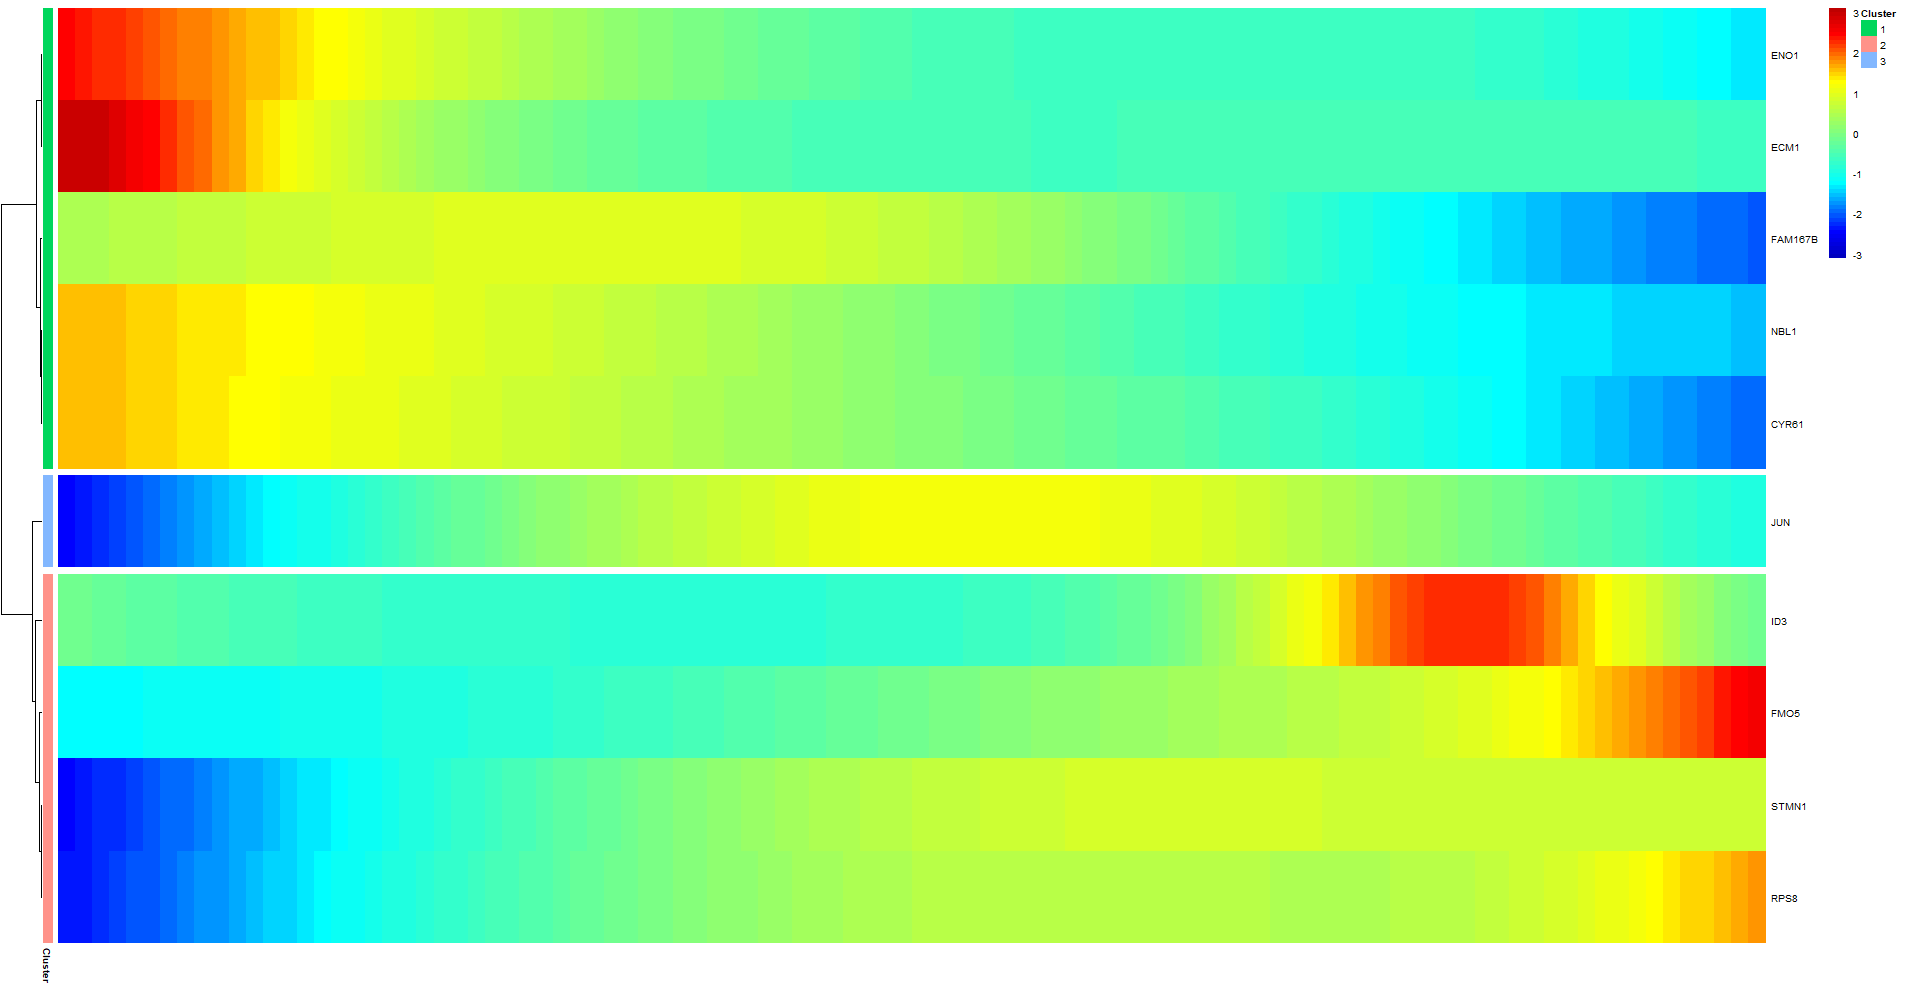 ENO1
ECM1
FAM167B
NBL1
CYR61
JUN
ID3
FMO5
STMN1
RPS8
3
2
1
0
-1
-2
-3
Cluster
1
2
3
Cluster